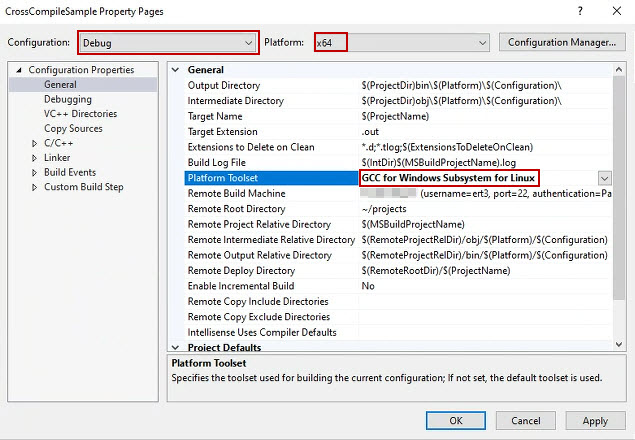 CrossCompileSample Property Pages
Configuration: Debug Platform: x64 Configuration Manager...
Configuration Properties
General
Debugging
VC++ Directories
Copy Sources
C/C++
Linker
Build Events
Custom Build Step
General
Output Directory $(ProjectDir)bin\$(Platform)\$(Configuration)\
Intermediate Directory $(ProjectDir)obj\$(Platform)\$(Configuration)\
Target Name $(ProjectName)
Target Extension .out
Extensions to Delete on Clean *.d;*.tlog;$(ExtensionsToDeleteOnClean)
Build Log File $(IntDir)$(MSBuildProjectName).log
Platform Toolset GCC for Windows Subsystem for Linux
Remote Build Machine (username=ert3, port=22, authentication=Pa
Remote Root Directory ~/projects
Remote Project Relative Directory $(MSBuildProjectName)
Remote Intermediate Relative Directory $(RemoteProjectRelDir)/obj/$(Platform)/$(Configuration)
Remote Output Relative Directory $(RemoteProjectRelDir)/bin/$(Platform)/$(Configuration)
Remote Deploy Directory $(RemoteRootDir)/$(ProjectName)
Enable Incremental Build No
Remote Copy Include Directories
Remote Copy Exclude Directories
Intellisense Uses Compiler Defaults
Project Defaults
Platform Toolset
Specifies the toolset used for building the current configuration; If not set, the default toolset is used.
OK Cancel Apply